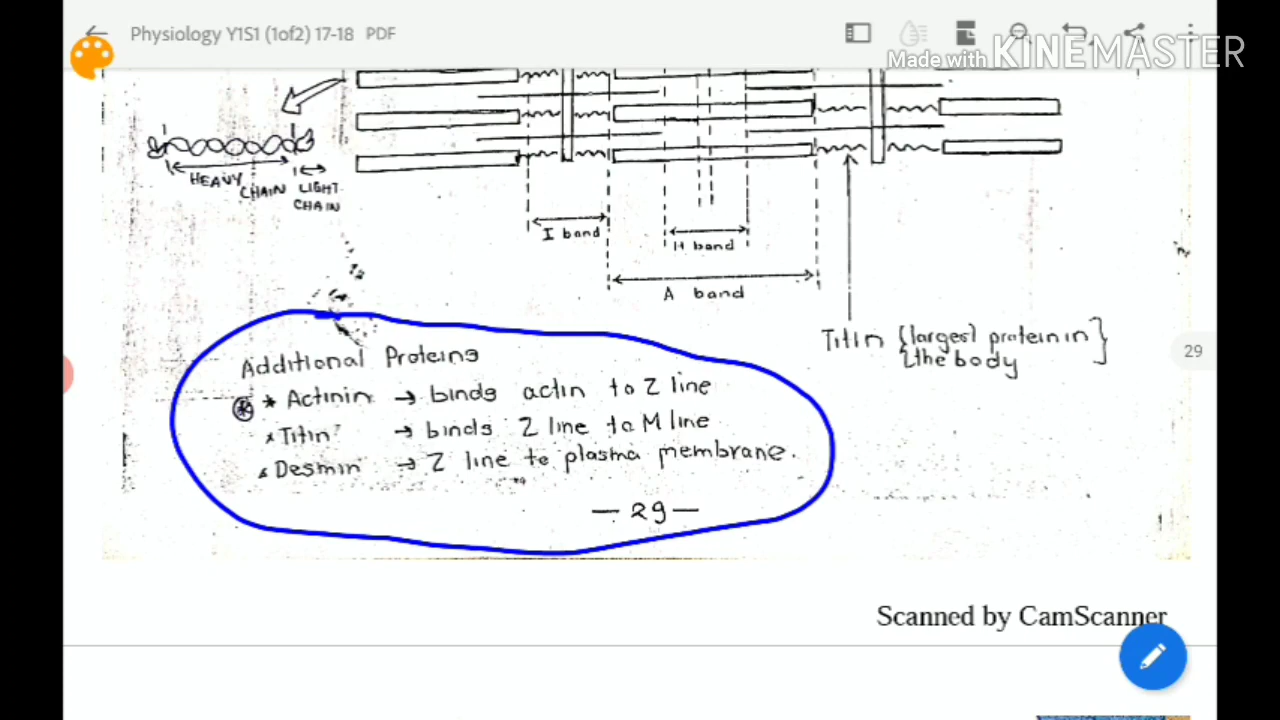 Physiology Y1S1 (1of2) 17-18 PDF
Made with KINEMASTER
HEAVY CHAIN
LIGHT CHAIN
I band
H band
A band
Titin {largest protein in
the body}
29
Additional Proteins
* Actinin → binds actin to Z line
* Titin → binds Z line to M line
* Desmin → Z line to plasma membrane.
— 29 —
Scanned by CamScanner